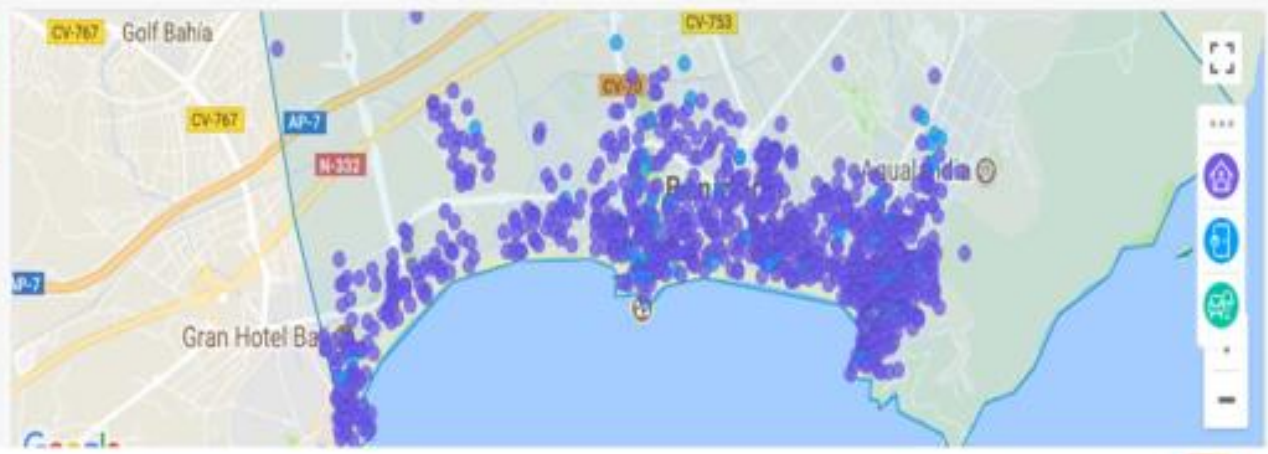 CV-767
Golf Bahía
CV-753
CV-70
CV-767
AP-7
N-332
AP-7
Gran Hotel Ba
Google